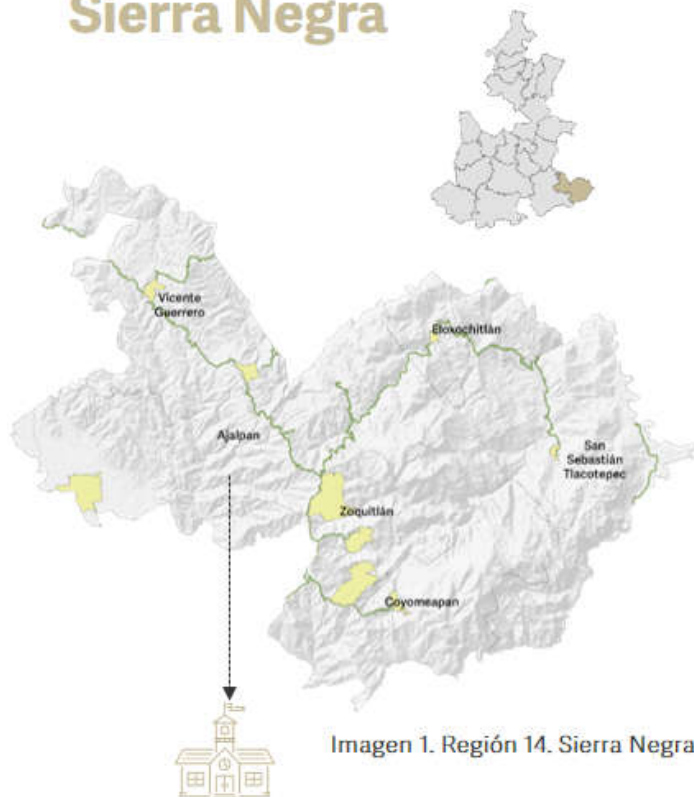 Sierra Negra
Vicente
Guerrero
Eloxochitlán
Ajalpan
San
Sebastián
Tlacotepec
Zoquitlán
Coyomeapan
Imagen 1. Región 14. Sierra Negra